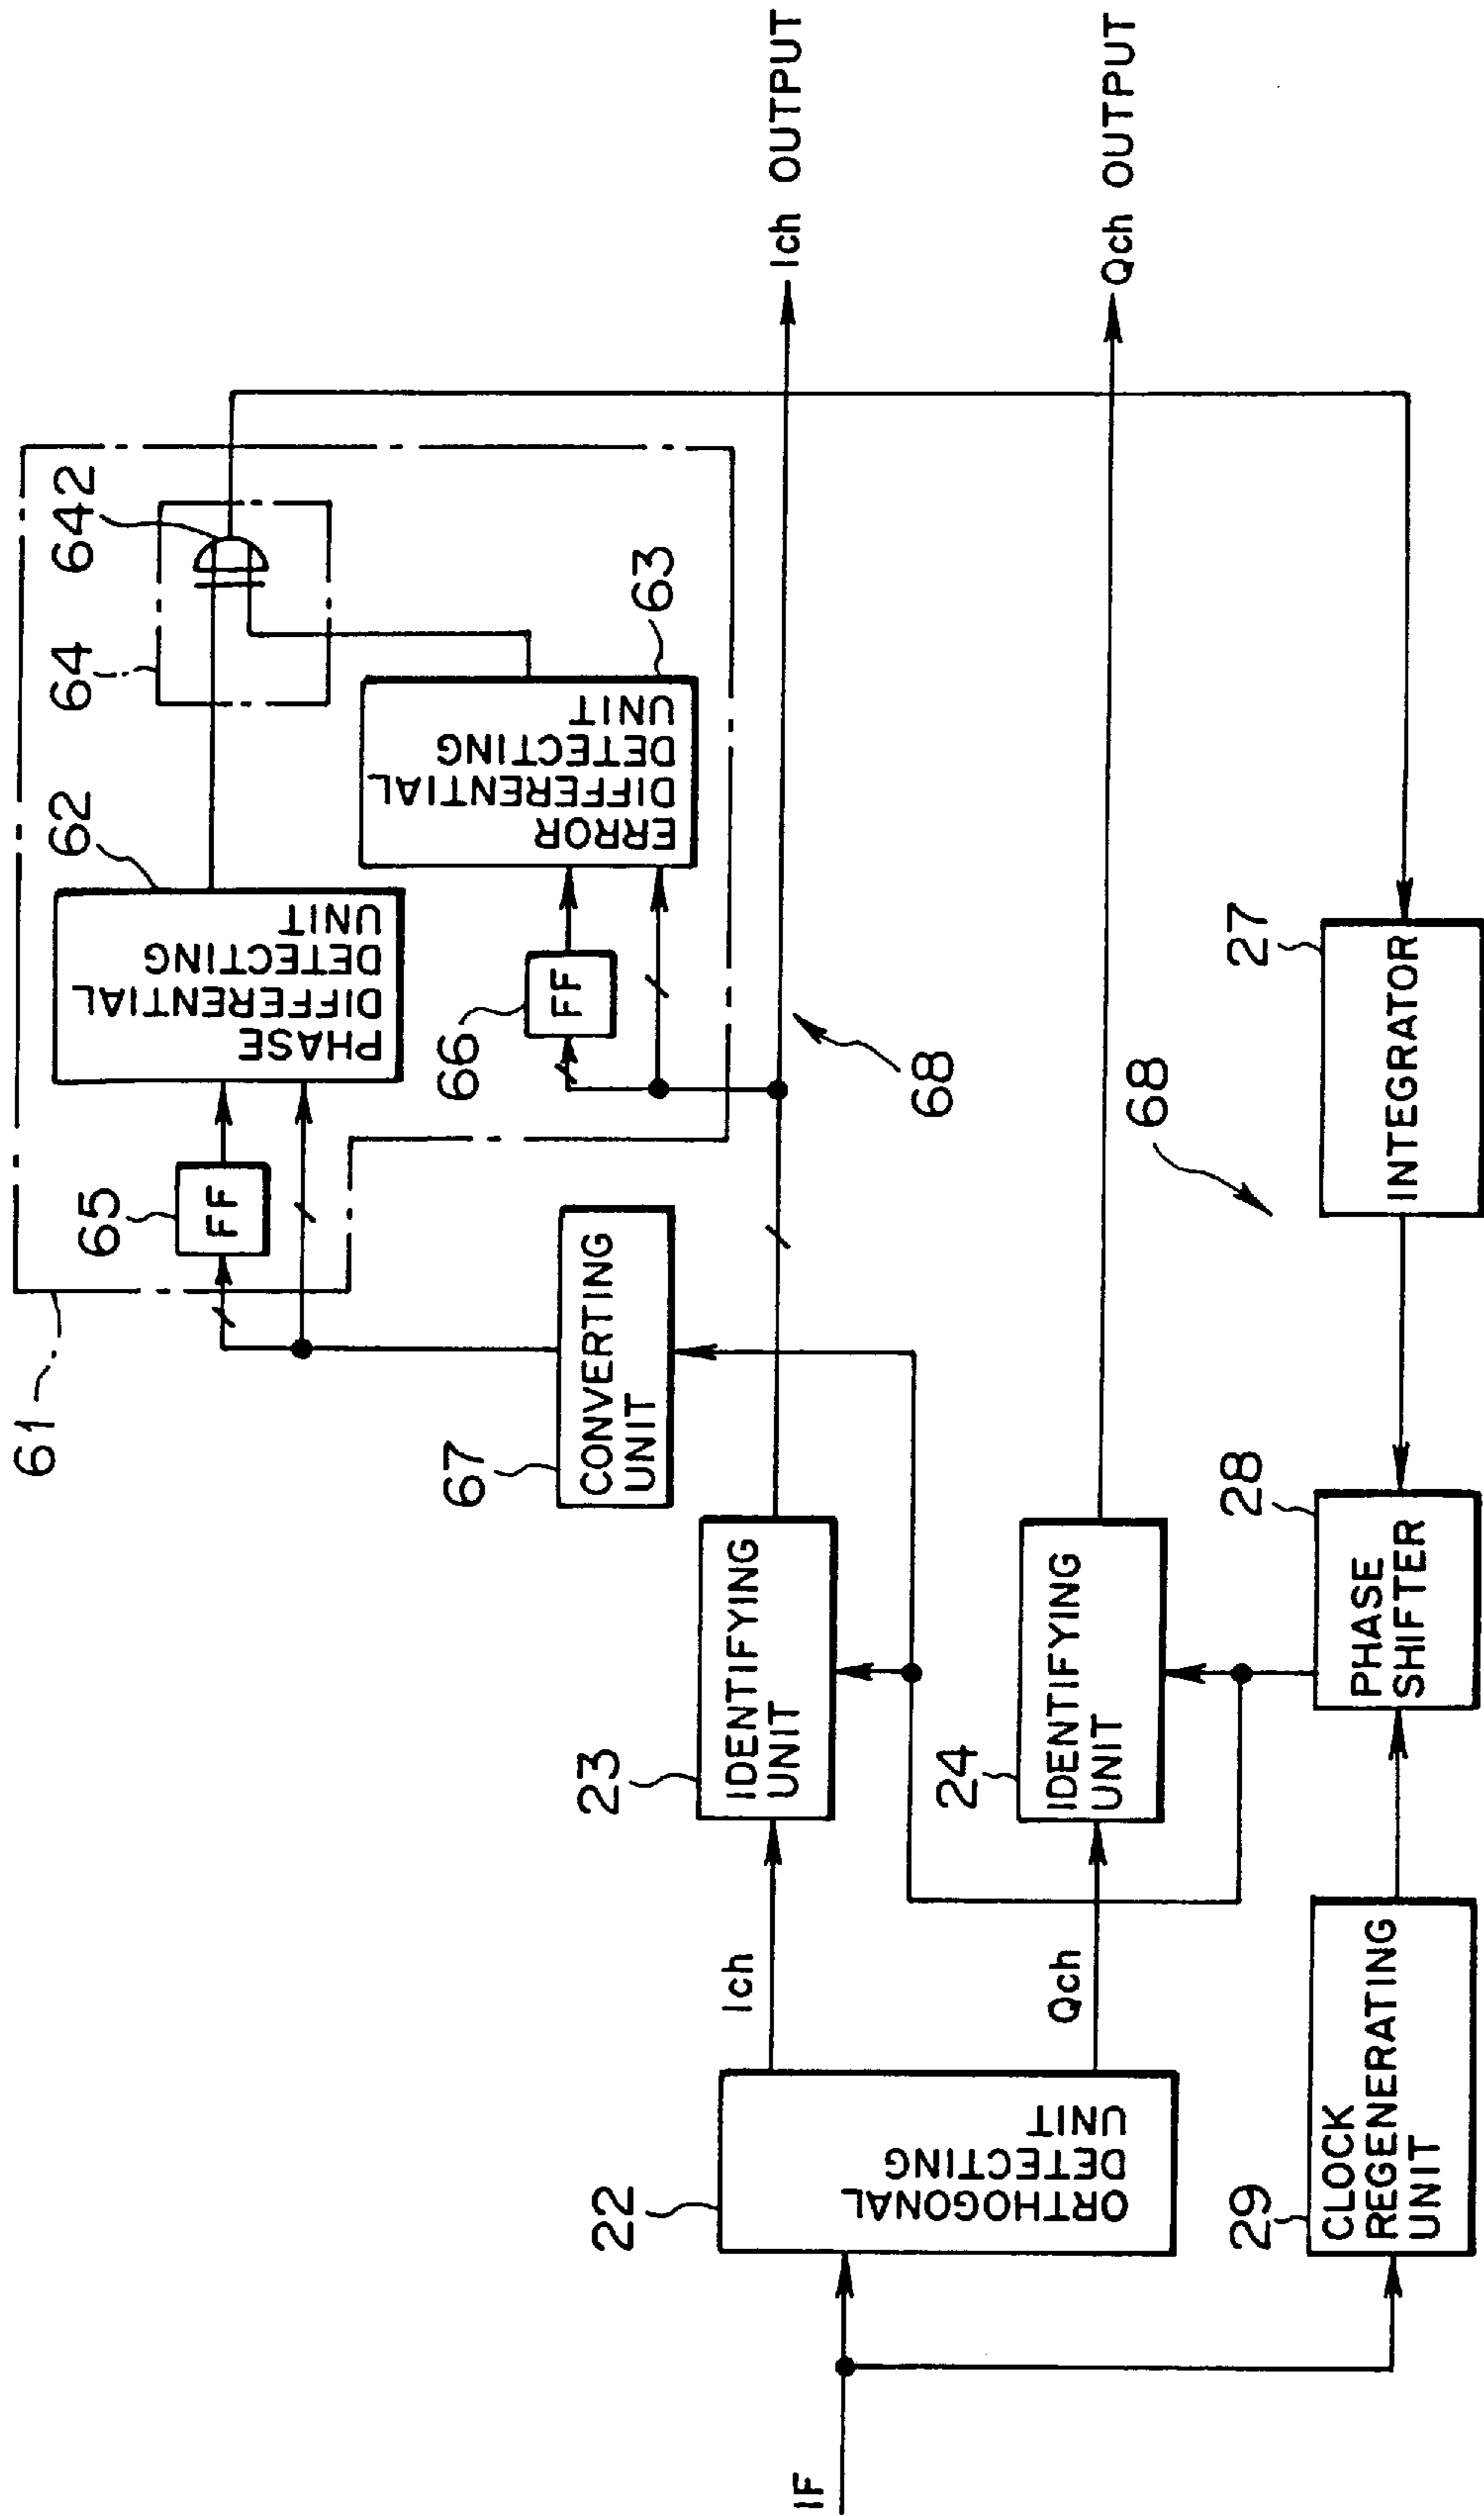 61
65
FF
62
PHASE
DIFFERENTIAL
DETECTING
UNIT
64
642
67
CONVERTING
UNIT
66
FF
ERROR
DIFFERENTIAL
DETECTING
UNIT
63
IF
22
ORTHOGONAL
DETECTING
UNIT
Ich
23
IDENTIFYING
UNIT
68
Ich OUTPUT
Qch
24
IDENTIFYING
UNIT
Qch OUTPUT
29
CLOCK
REGENERATING
UNIT
28
PHASE
SHIFTER
68
27
INTEGRATOR